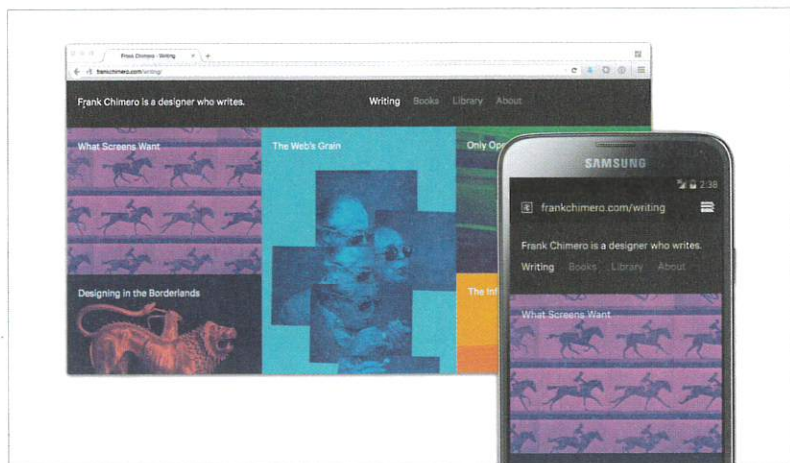 Frank Chimero - Writing
frankchimero.com/writing/
Frank Chimero is a designer who writes.
Writing Books Library About
What Screens Want
The Web's Grain
Only
Designing in the Borderlands
The
SAMSUNG
2:38
frankchimero.com/writing
Frank Chimero is a designer who writes.
Writing Books Library About
What Screens Want